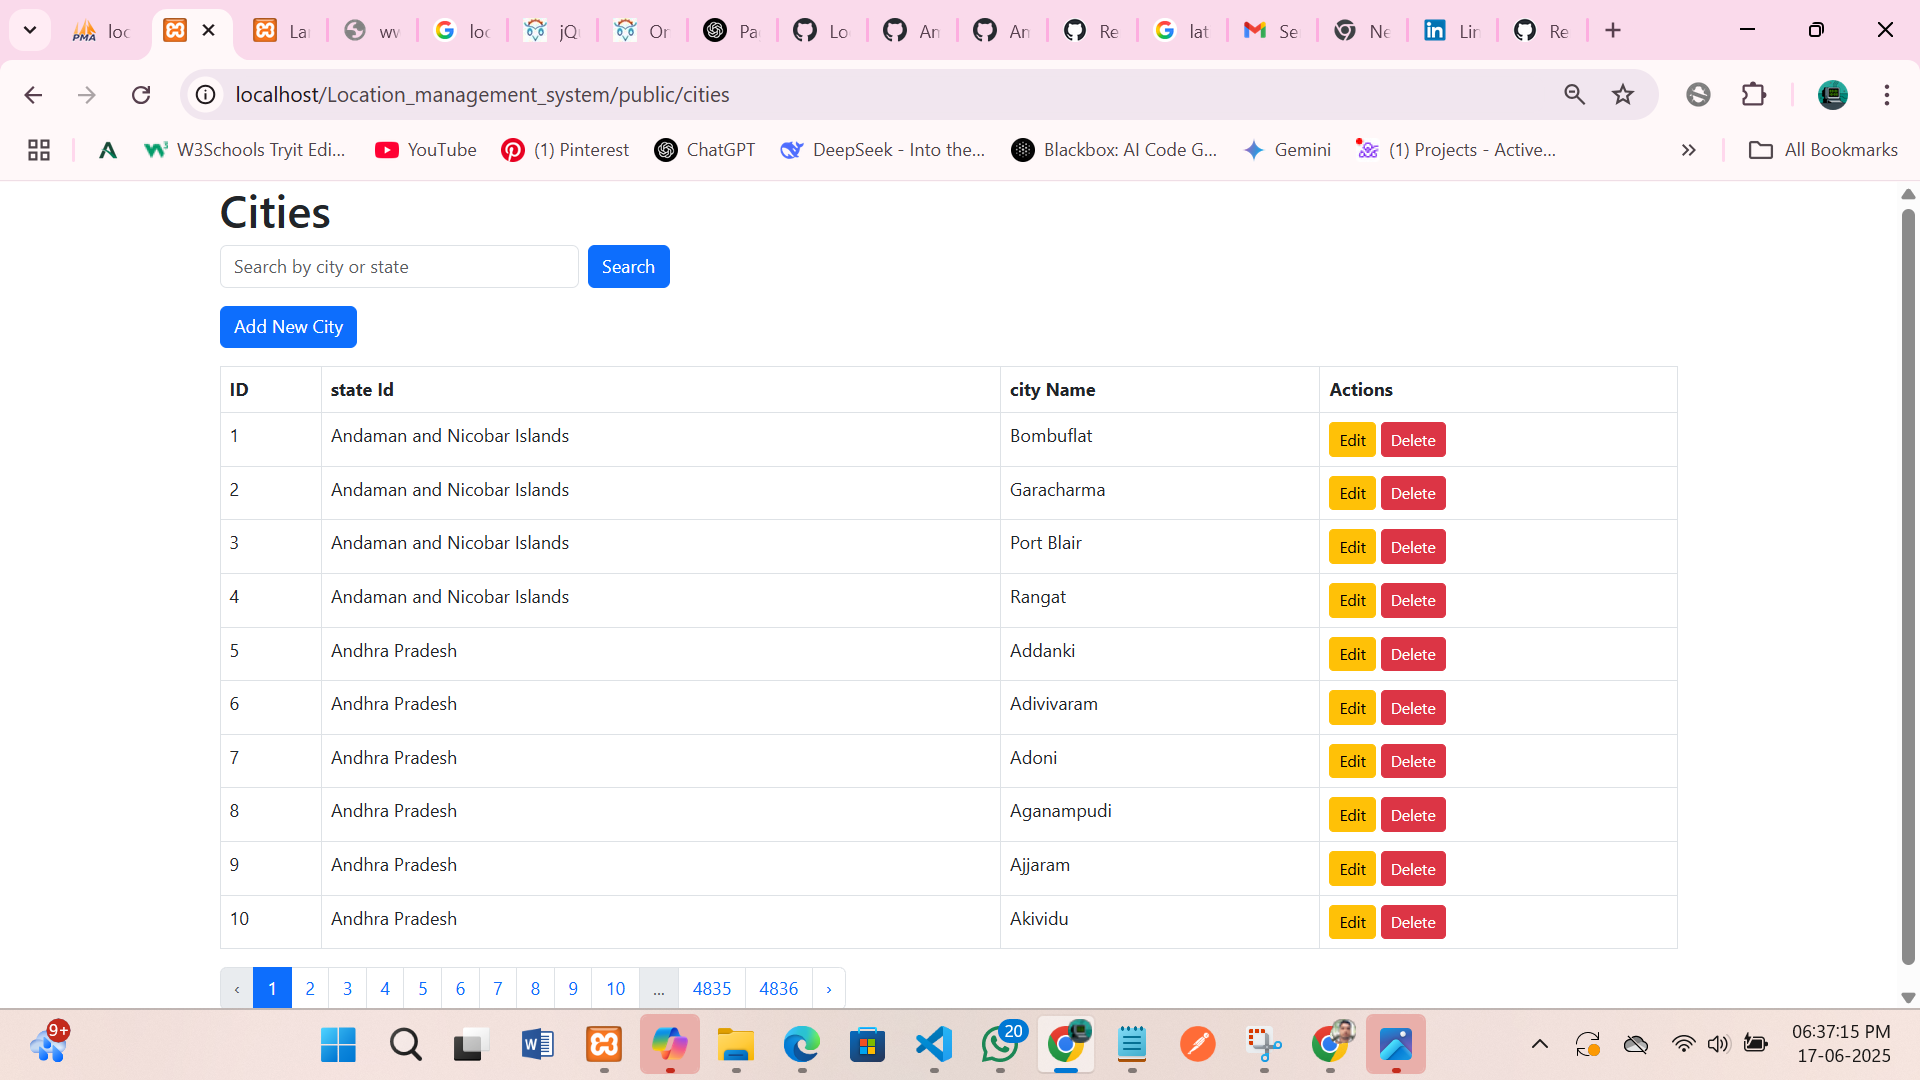 loc
Lar
wv
loc
jQu
Or
Pa
Lo
An
An
Re
lat
Se
Ne
Lin
Re
localhost/Location_management_system/public/cities
W3Schools Tryit Edi...
YouTube
(1) Pinterest
ChatGPT
DeepSeek - Into the...
Blackbox: AI Code G...
Gemini
(1) Projects - Active...
»
All Bookmarks
Cities
Search by city or state
Search
Add New City
ID state Id city Name Actions
1 Andaman and Nicobar Islands Bombuflat Edit Delete
2 Andaman and Nicobar Islands Garacharma Edit Delete
3 Andaman and Nicobar Islands Port Blair Edit Delete
4 Andaman and Nicobar Islands Rangat Edit Delete
5 Andhra Pradesh Addanki Edit Delete
6 Andhra Pradesh Adivivaram Edit Delete
7 Andhra Pradesh Adoni Edit Delete
8 Andhra Pradesh Aganampudi Edit Delete
9 Andhra Pradesh Ajjaram Edit Delete
10 Andhra Pradesh Akividu Edit Delete
‹ 1 2 3 4 5 6 7 8 9 10 ... 4835 4836 ›
9+
20
06:37:15 PM
17-06-2025